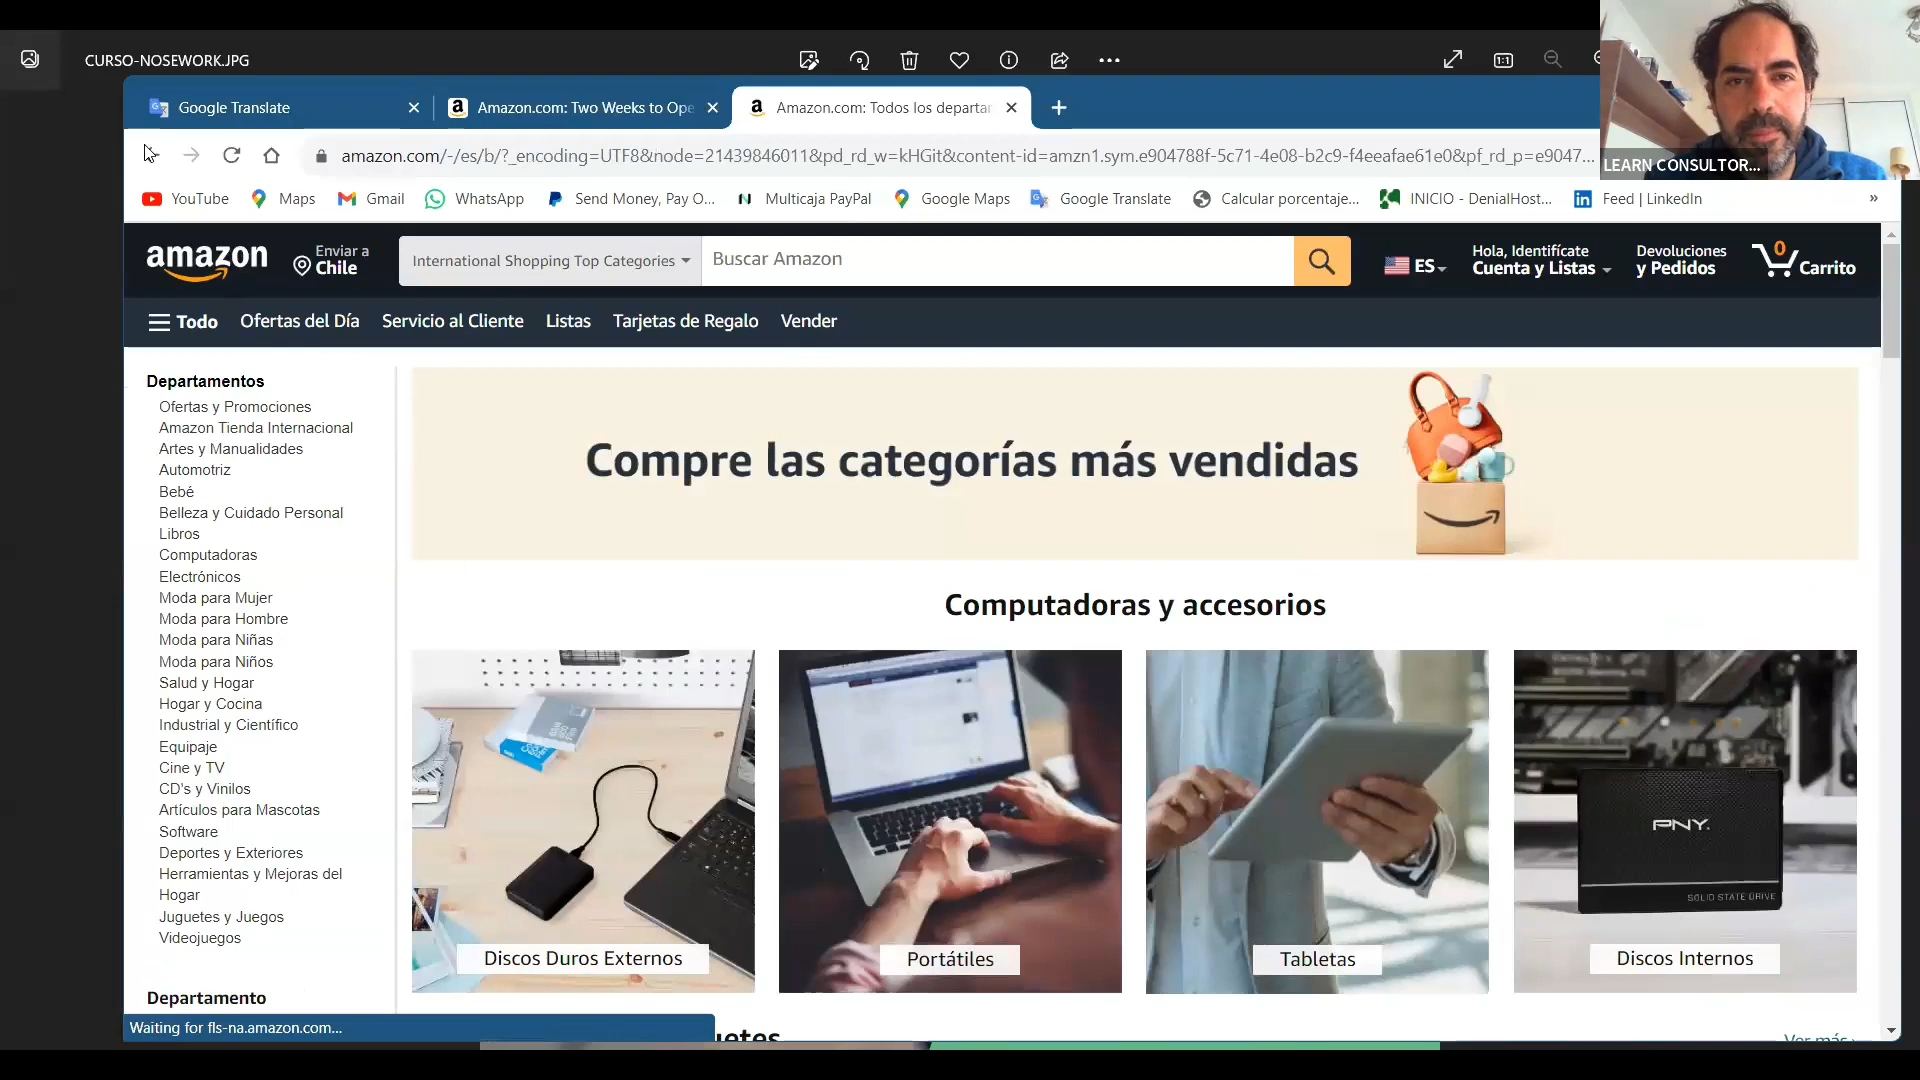 CURSO-NOSEWORK.JPG
1:1
Google Translate
Amazon.com: Two Weeks to Ope
Amazon.com: Todos los departar
amazon.com/-/es/b/?_encoding=UTF8&node=21439846011&pd_rd_w=kHGit&content-id=amzn1.sym.e904788f-5c71-4e08-b2c9-f4eeafae61e0&pf_rd_p=e9047...
LEARN CONSULTOR...
YouTube
Maps
Gmail
WhatsApp
Send Money, Pay O...
Multicaja PayPal
Google Maps
Google Translate
Calcular porcentaje...
INICIO - DenialHost...
Feed | LinkedIn
»
amazon
Enviar a
Chile
International Shopping Top Categories
Buscar Amazon
ES
Hola, Identifícate
Cuenta y Listas
Devoluciones
y Pedidos
0
Carrito
Todo
Ofertas del Día
Servicio al Cliente
Listas
Tarjetas de Regalo
Vender
Departamentos
Ofertas y Promociones
Amazon Tienda Internacional
Artes y Manualidades
Automotriz
Bebé
Belleza y Cuidado Personal
Libros
Computadoras
Electrónicos
Moda para Mujer
Moda para Hombre
Moda para Niñas
Moda para Niños
Salud y Hogar
Hogar y Cocina
Industrial y Científico
Equipaje
Cine y TV
CD's y Vinilos
Artículos para Mascotas
Software
Deportes y Exteriores
Herramientas y Mejoras del
Hogar
Juguetes y Juegos
Videojuegos
Departamento
Compre las categorías más vendidas
Computadoras y accesorios
Discos Duros Externos
Portátiles
Tabletas
PNY.
SOLID STATE DRIVE
Discos Internos
Waiting for fls-na.amazon.com...
uetes
Ver más